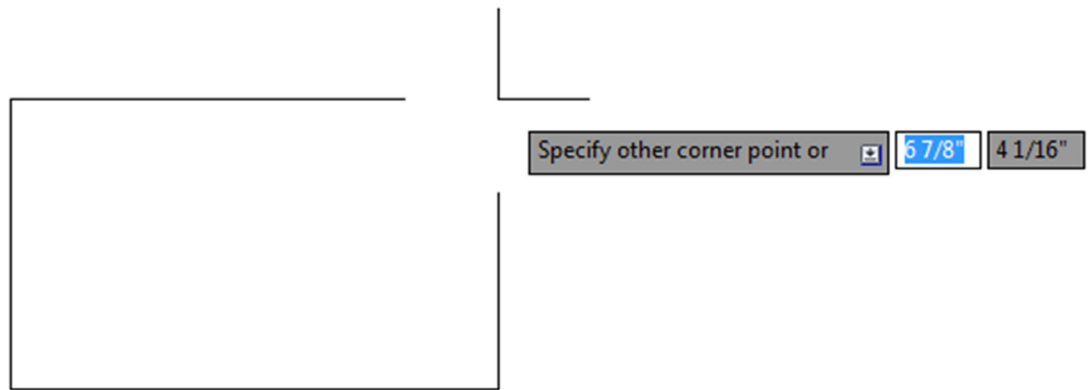 Specify other corner point or 6 7/8" 4 1/16"